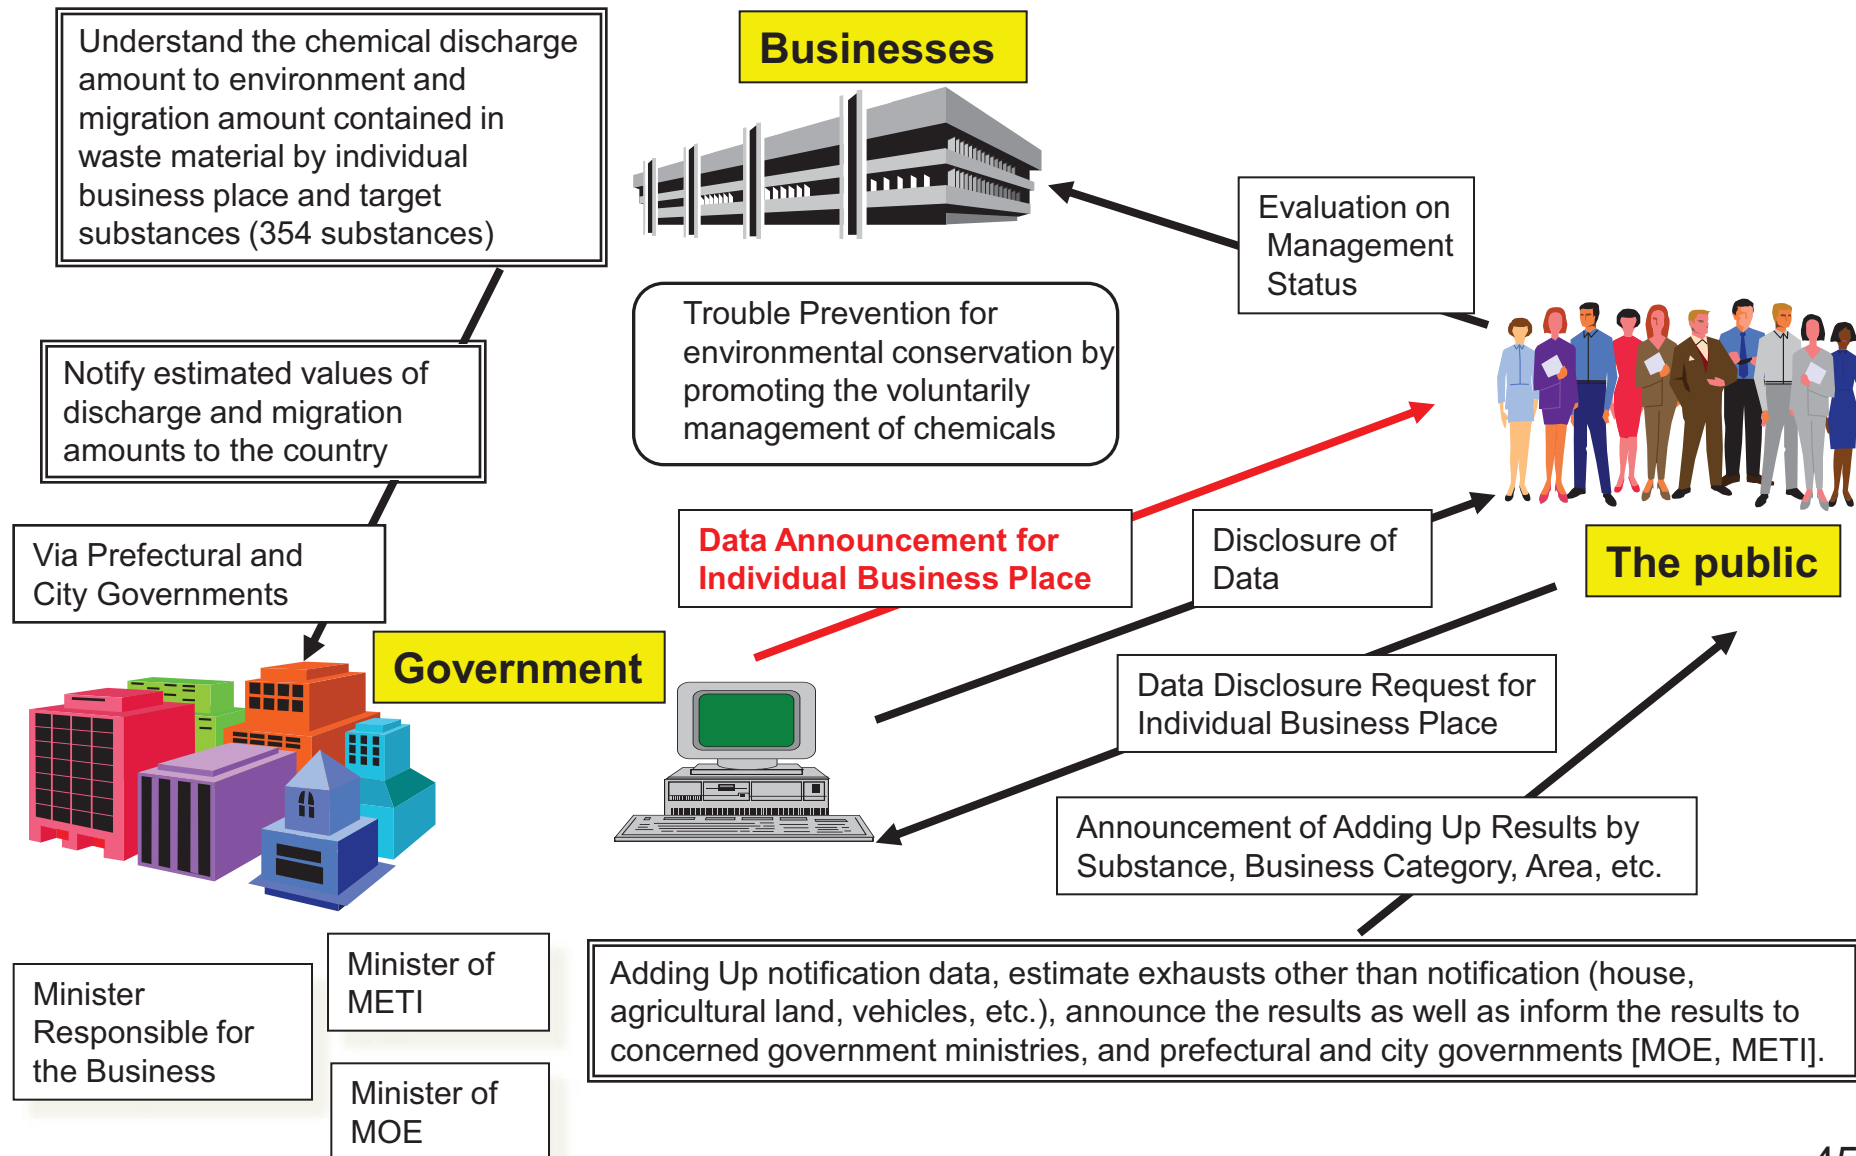 Understand the chemical discharge
amount to environment and
migration amount contained in
waste material by individual
business place and target
substances (354 substances)
Businesses
Evaluation on
Management
Status
Trouble Prevention for
environmental conservation by
promoting the voluntarily
management of chemicals
Notify estimated values of
discharge and migration
amounts to the country
Via Prefectural and
City Governments
Data Announcement for
Individual Business Place
Disclosure of
Data
The public
Government
Data Disclosure Request for
Individual Business Place
Announcement of Adding Up Results by
Substance, Business Category, Area, etc.
Minister
Responsible for
the Business
Minister of
METI
Minister of
MOE
Adding Up notification data, estimate exhausts other than notification (house,
agricultural land, vehicles, etc.), announce the results as well as inform the results to
concerned government ministries, and prefectural and city governments [MOE, METI].